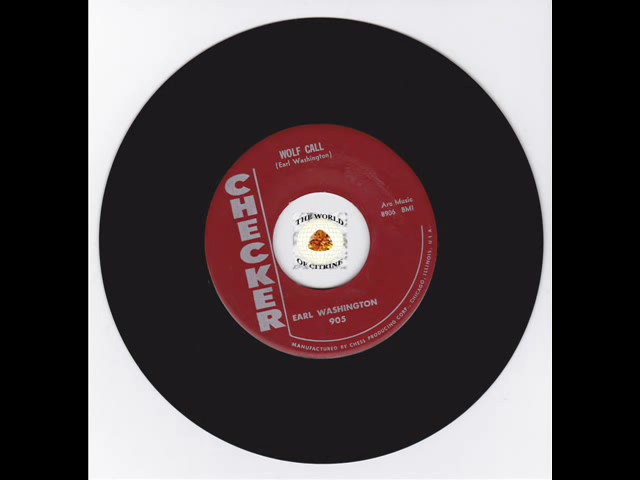 WOLF CALL
(Earl Washington)
CHECKER
Arc Music
8905 BMI
THE WORLD
OF CITRINE
EARL WASHINGTON
905
MANUFACTURED BY CHESS PRODUCING CORP., CHICAGO, ILLINOIS, U.S.A.